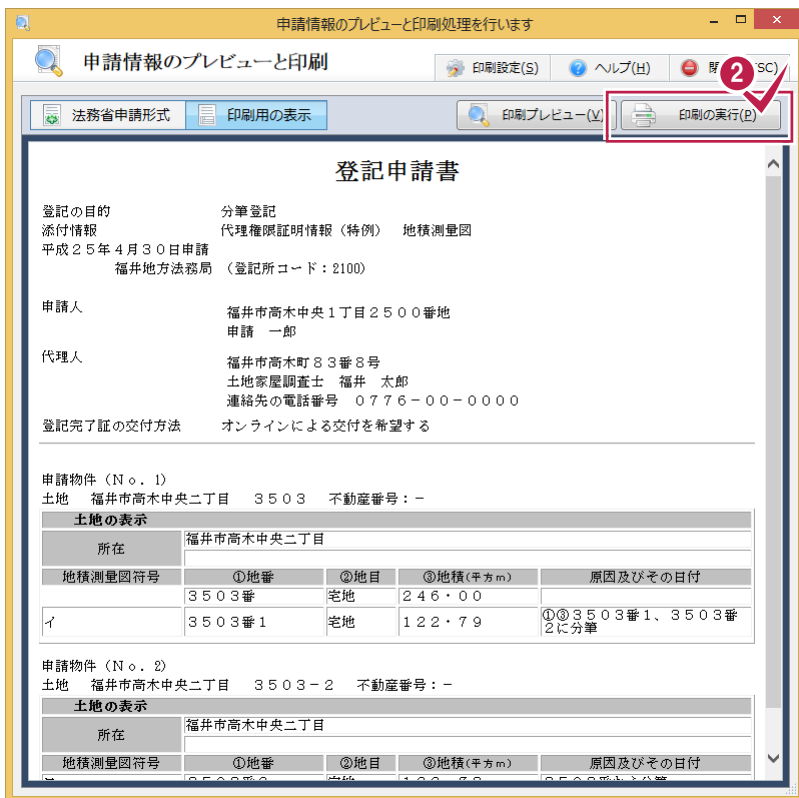 申請情報のプレビューと印刷処理を行います
申請情報のプレビューと印刷
印刷設定(S)
ヘルプ(H)
SC)
2
法務省申請形式
印刷用の表示
印刷プレビュー(V)
印刷の実行(P)
登記申請書
登記の目的 分筆登記
添付情報 代理権限証明情報（特例） 地積測量図
平成２５年４月３０日申請
福井地方法務局 （登記所コード：2100）
申請人 福井市高木中央１丁目２５００番地
申請 一郎
代理人 福井市高木町８３番８号
土地家屋調査士 福井 太郎
連絡先の電話番号 ０７７６－００－００００
登記完了証の交付方法 オンラインによる交付を希望する
申請物件（Ｎｏ．1）
土地 福井市高木中央二丁目 ３５０３ 不動産番号：－
土地の表示
所在 福井市高木中央二丁目
地積測量図符号 ①地番 ②地目 ③地積(平方ｍ) 原因及びその日付
３５０３番 宅地 ２４６・００
イ ３５０３番１ 宅地 １２２・７９ ①③３５０３番１、３５０３番
２に分筆
申請物件（Ｎｏ．2）
土地 福井市高木中央二丁目 ３５０３－２ 不動産番号：－
土地の表示
所在 福井市高木中央二丁目
地積測量図符号 ①地番 ②地目 ③地積(平方ｍ) 原因及びその日付